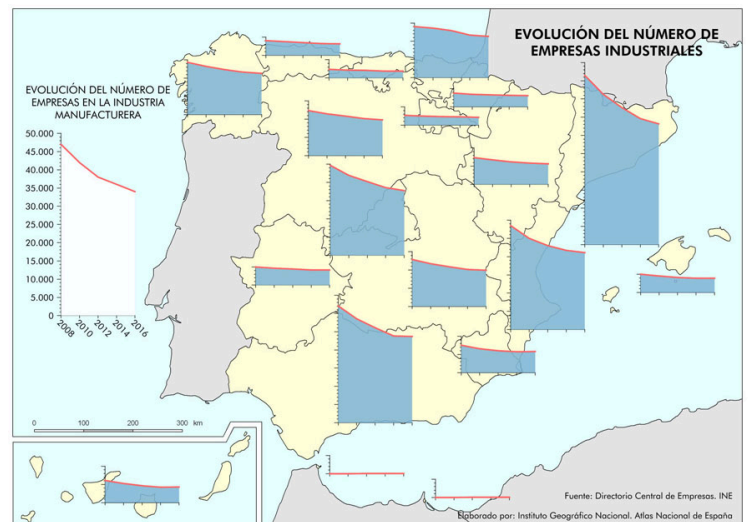 EVOLUCIÓN DEL NÚMERO DE
EMPRESAS INDUSTRIALES
EVOLUCIÓN DEL NÚMERO DE
EMPRESAS EN LA INDUSTRIA
MANUFACTURERA
50.000
45.000
40.000
35.000
30.000
25.000
20.000
15.000
10.000
5.000
0
2008 2010 2012 2014 2016
0 100 200 300 km
Fuente: Directorio Central de Empresas. INE
Elaborado por: Instituto Geográfico Nacional. Atlas Nacional de España